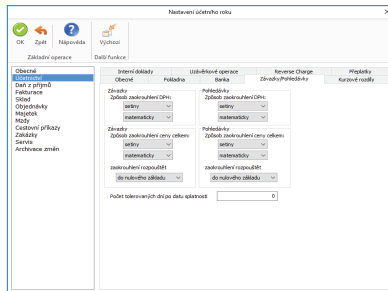 Nastavení účetního roku
OK
Zpět
Nápověda
Výchozí
Základní operace
Další funkce
Obecné
Účetnictví
Daň z příjmů
Fakturace
Sklad
Objednávky
Majetek
Mzdy
Cestovní příkazy
Zakázky
Servis
Archivace změn
Interní doklady
Uzávěrkové operace
Reverse Charge
Přeplatky
Obecné
Pokladna
Banka
Závazky/Pohledávky
Kurzové rozdíly
Závazky
Způsob zaokrouhlení DPH:
setiny
matematicky
Pohledávky
Způsob zaokrouhlení DPH:
setiny
matematicky
Závazky
Způsob zaokrouhlení ceny celkem:
setiny
matematicky
zaokrouhlení rozpouštět
do nulového základu
Pohledávky
Způsob zaokrouhlení ceny celkem:
setiny
matematicky
zaokrouhlení rozpouštět
do nulového základu
Počet tolerovaných dní po datu splatnosti
0